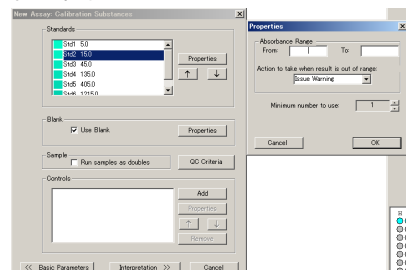 New Assay: Calibration Substances
Standards
Std1 5.0
Std2 15.0
Std3 45.0
Std4 135.0
Std5 405.0
Std6 1215.0
Properties
Blank
Use Blank
Properties
Sample
Run samples as doubles
QC Criteria
Controls
Add
Properties
Remove
<< Basic Parameters
Interpretation >>
Cancel
Properties
Absorbance Range
From:
To:
Action to take when result is out of range:
Issue Warning
Minimum number to use:
1
Cancel
OK